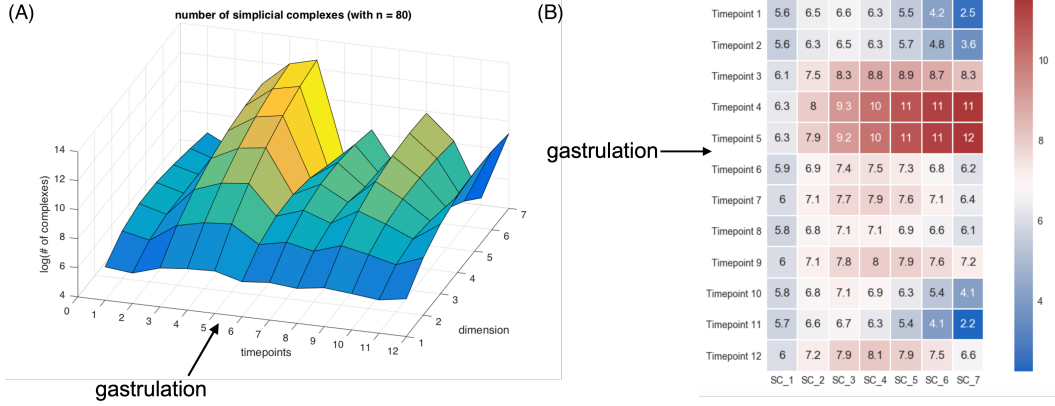 (A)
number of simplicial complexes (with n = 80)
14
12
10
8
6
4
log(# of complexes)
0
1
2
3
4
5
6
7
8
9
10
11
12
timepoints
1
2
3
4
5
6
7
dimension
gastrulation
(B)
Timepoint 1 5.6 6.5 6.6 6.3 5.5 4.2 2.5
Timepoint 2 5.6 6.3 6.5 6.3 5.7 4.8 3.6
Timepoint 3 6.1 7.5 8.3 8.8 8.9 8.7 8.3
Timepoint 4 6.3 8 9.3 10 11 11 11
Timepoint 5 6.3 7.9 9.2 10 11 11 12
Timepoint 6 5.9 6.9 7.4 7.5 7.3 6.8 6.2
Timepoint 7 6 7.1 7.7 7.9 7.6 7.1 6.4
Timepoint 8 5.8 6.8 7.1 7.1 6.9 6.6 6.1
Timepoint 9 6 7.1 7.8 8 7.9 7.6 7.2
Timepoint 10 5.8 6.8 7.1 6.9 6.3 5.4 4.1
Timepoint 11 5.7 6.6 6.7 6.3 5.4 4.1 2.2
Timepoint 12 6 7.2 7.9 8.1 7.9 7.5 6.6
SC_1 SC_2 SC_3 SC_4 SC_5 SC_6 SC_7
gastrulation
10
8
6
4